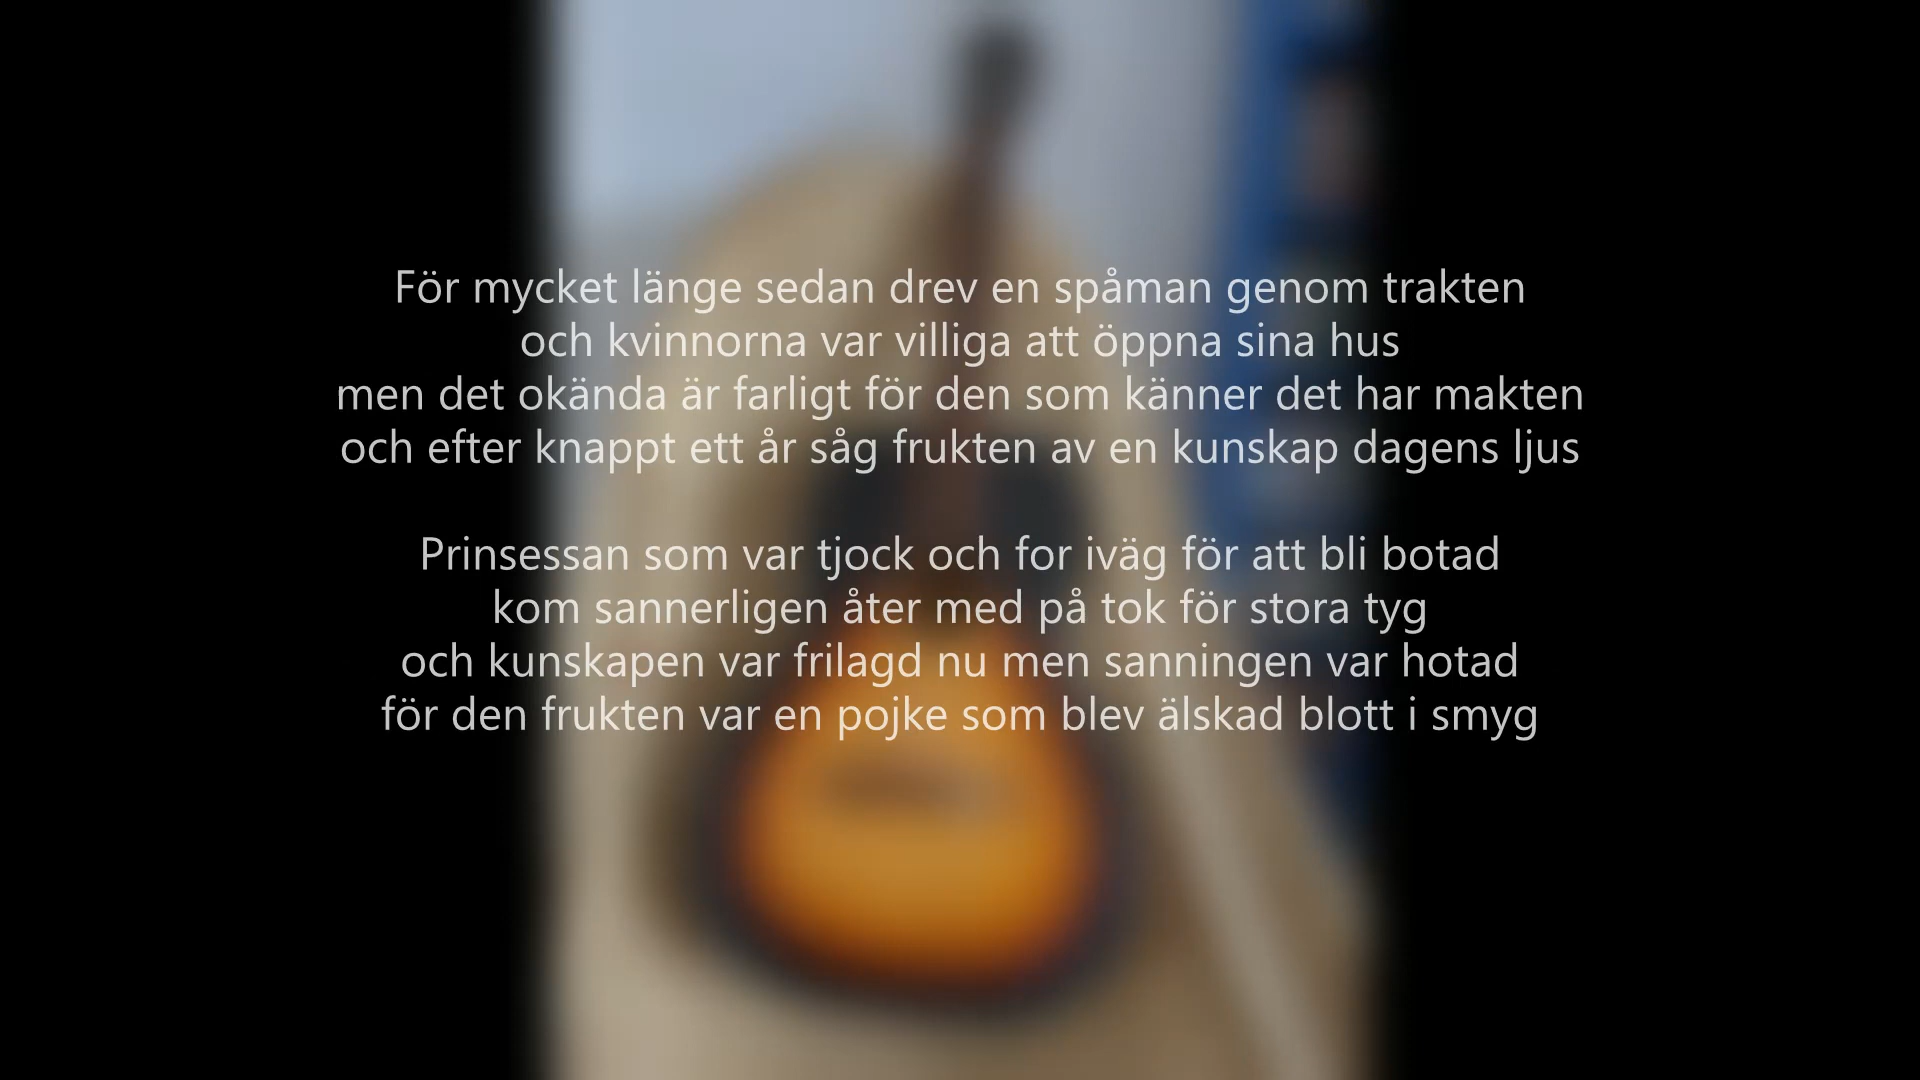 För mycket länge sedan drev en spåman genom trakten
och kvinnorna var villiga att öppna sina hus
men det okända är farligt för den som känner det har makten
och efter knappt ett år såg frukten av en kunskap dagens ljus
Prinsessan som var tjock och for iväg för att bli botad
kom sannerligen åter med på tok för stora tyg
och kunskapen var frilagd nu men sanningen var hotad
för den frukten var en pojke som blev älskad blott i smyg